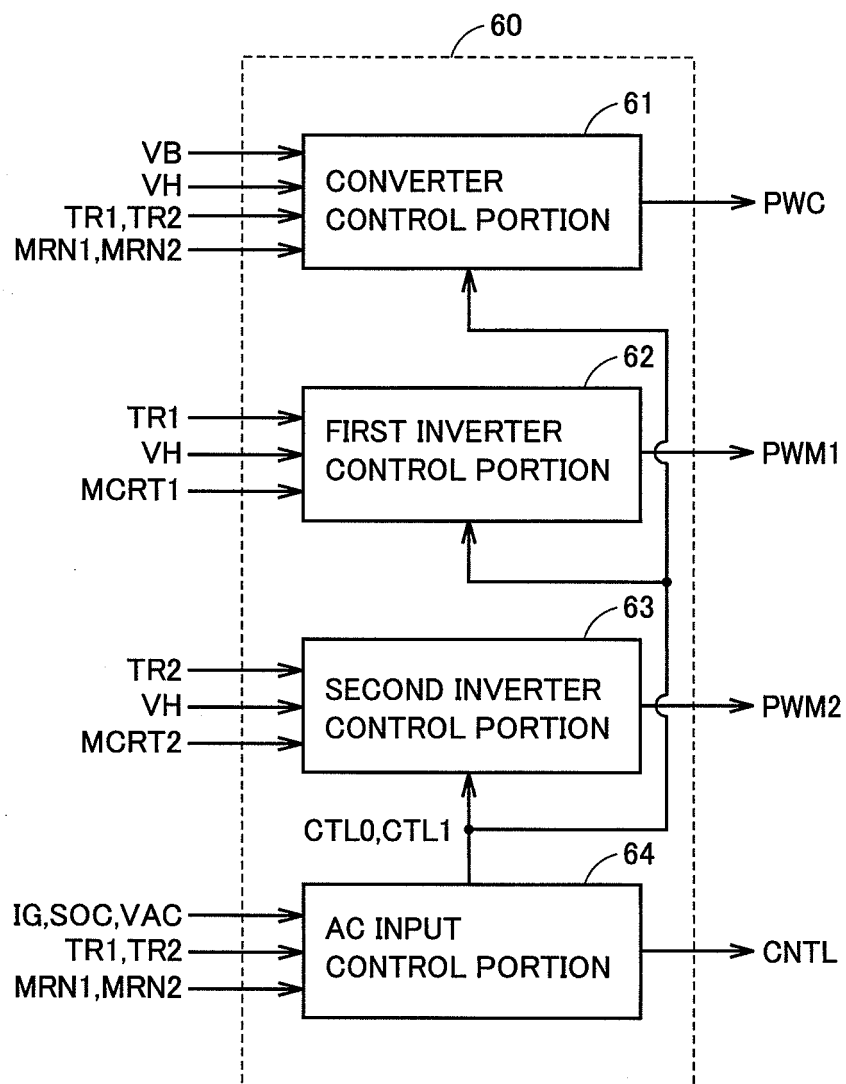 60
61
VB
VH
TR1,TR2
MRN1,MRN2
CONVERTER
CONTROL PORTION
PWC
62
TR1
VH
MCRT1
FIRST INVERTER
CONTROL PORTION
PWM1
63
TR2
VH
MCRT2
SECOND INVERTER
CONTROL PORTION
PWM2
CTL0,CTL1
64
IG,SOC,VAC
TR1,TR2
MRN1,MRN2
AC INPUT
CONTROL PORTION
CNTL